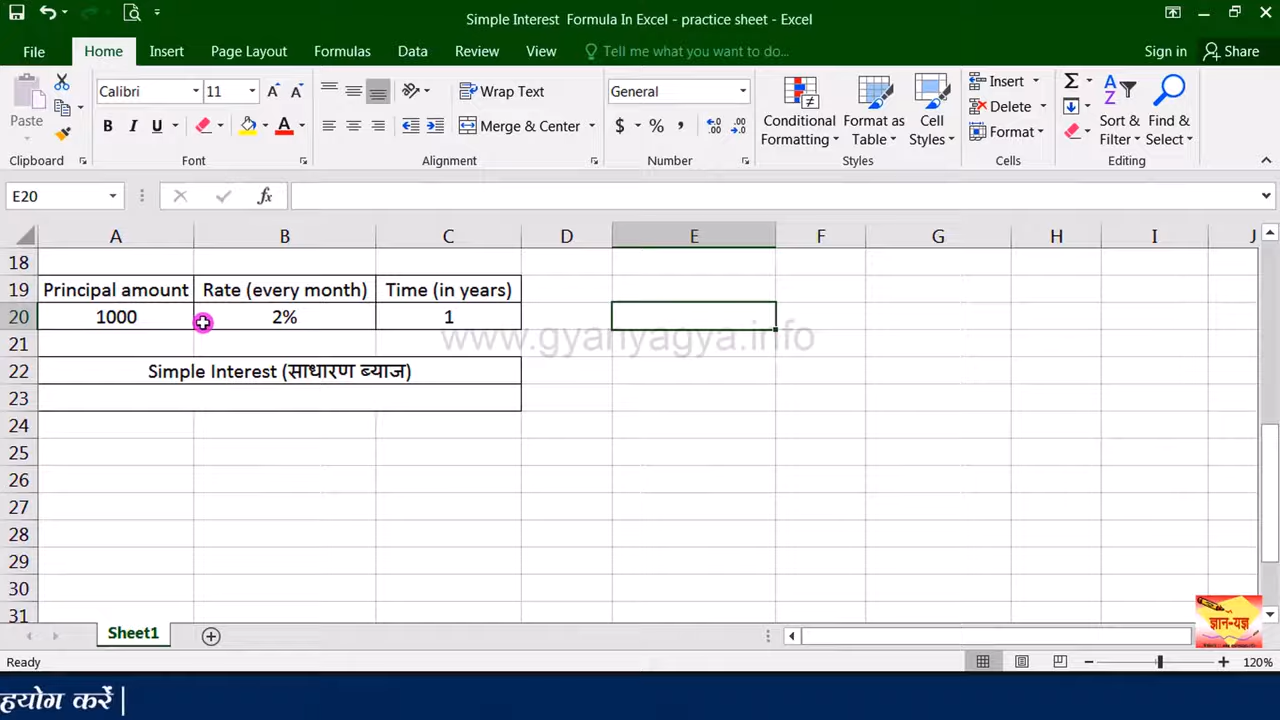 Simple Interest Formula In Excel - practice sheet - Excel
File Home Insert Page Layout Formulas Data Review View Tell me what you want to do... Sign in Share
Paste
Calibri 11
B I U
Wrap Text
Merge & Center
General
$ % ,
Conditional Formatting
Format as Table
Cell Styles
Insert
Delete
Format
Sort & Filter
Find & Select
Clipboard Font Alignment Number Styles Cells Editing
E20 fx
A B C D E F G H I J
18
19 Principal amount Rate (every month) Time (in years)
20 1000 2% 1
www.gyanyagya.info
21
22 Simple Interest (साधारण ब्याज)
23
24
25
26
27
28
29
30
31
ज्ञान-यज्ञ
Sheet1
Ready 120%
हयोग करें |